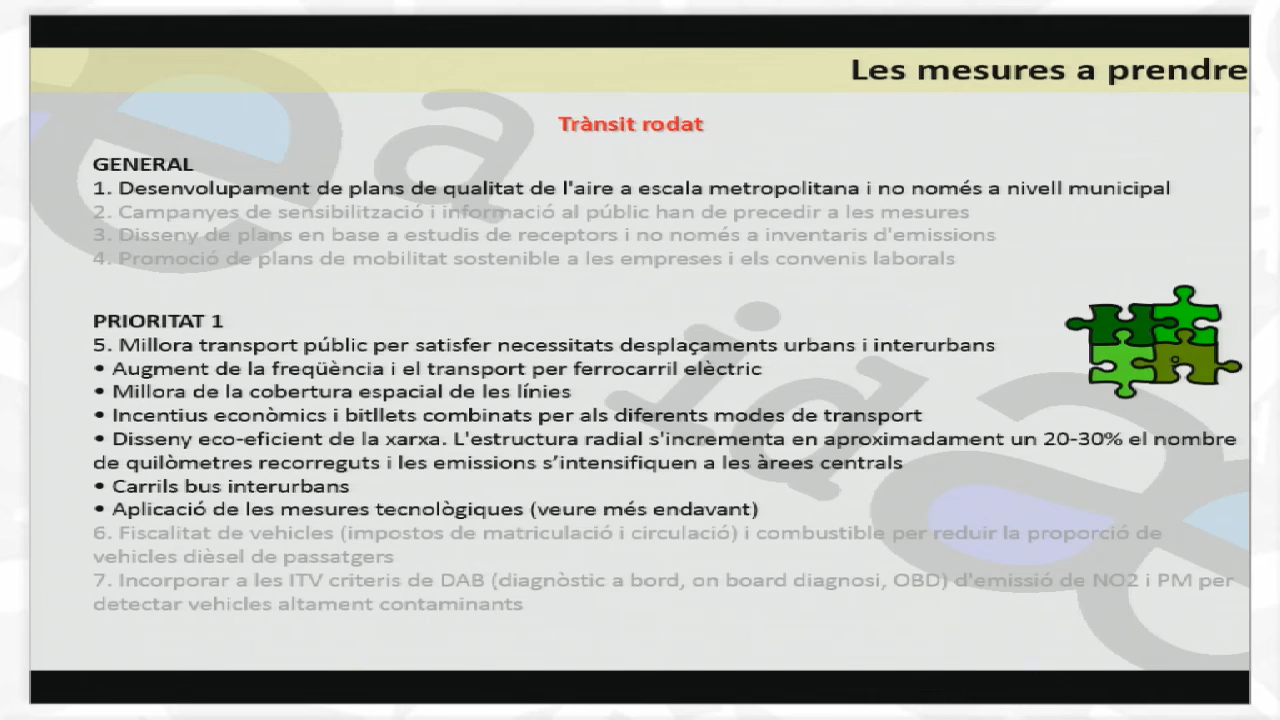 Les mesures a prendre
Trànsit rodat
GENERAL
1. Desenvolupament de plans de qualitat de l'aire a escala metropolitana i no només a nivell municipal
2. Campanyes de sensibilització i informació al públic han de precedir a les mesures
3. Disseny de plans en base a estudis de receptors i no només a inventaris d'emissions
4. Promoció de plans de mobilitat sostenible a les empreses i els convenis laborals
PRIORITAT 1
5. Millora transport públic per satisfer necessitats desplaçaments urbans i interurbans
• Augment de la freqüència i el transport per ferrocarril elèctric
• Millora de la cobertura espacial de les línies
• Incentius econòmics i bitllets combinats per als diferents modes de transport
• Disseny eco-eficient de la xarxa. L'estructura radial s'incrementa en aproximadament un 20-30% el nombre
de quilòmetres recorreguts i les emissions s’intensifiquen a les àrees centrals
• Carrils bus interurbans
• Aplicació de les mesures tecnològiques (veure més endavant)
6. Fiscalitat de vehicles (impostos de matriculació i circulació) i combustible per reduir la proporció de
vehicles dièsel de passatgers
7. Incorporar a les ITV criteris de DAB (diagnòstic a bord, on board diagnosi, OBD) d'emissió de NO2 i PM per
detectar vehicles altament contaminants